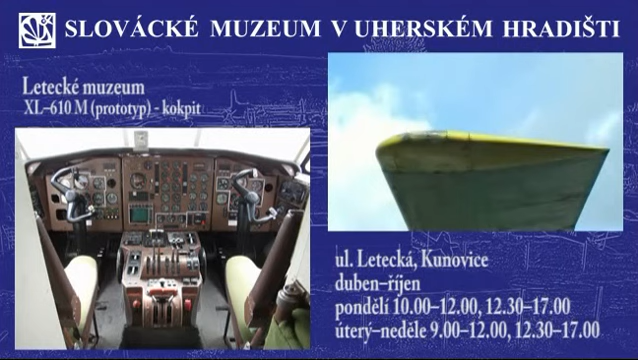 SLOVÁCKÉ MUZEUM V UHERSKÉM HRADIŠTI
Letecké muzeum
XL–610 M (prototyp) - kokpit
ul. Letecká, Kunovice
duben–říjen
pondělí 10.00–12.00, 12.30–17.00
úterý–neděle 9.00–12.00, 12.30–17.00